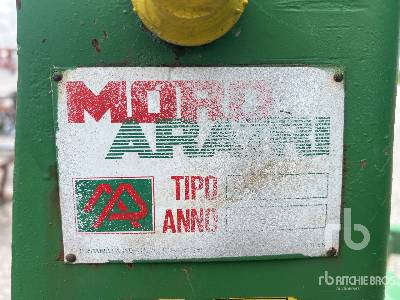 MORO
ARATRI
TIPO
ANNO
rb
RITCHIE BROS